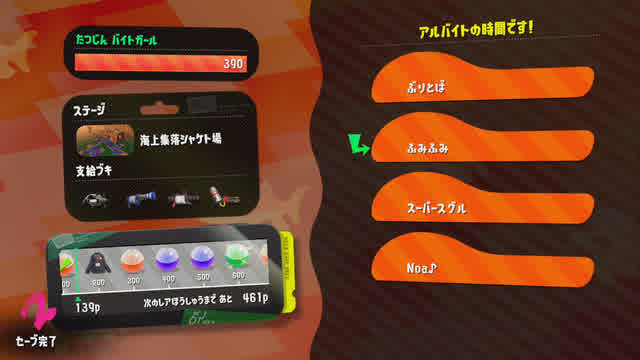 たつじん バイトガール
390
ステージ
海上集落シャケト場
支給ブキ
200 300 400 500 600
139p 次のレアほうしゅうまで あと 461p
セーブ完了
アルバイトの時間です!
ぶりとば
ふみふみ
スーパースグル
Noa♪